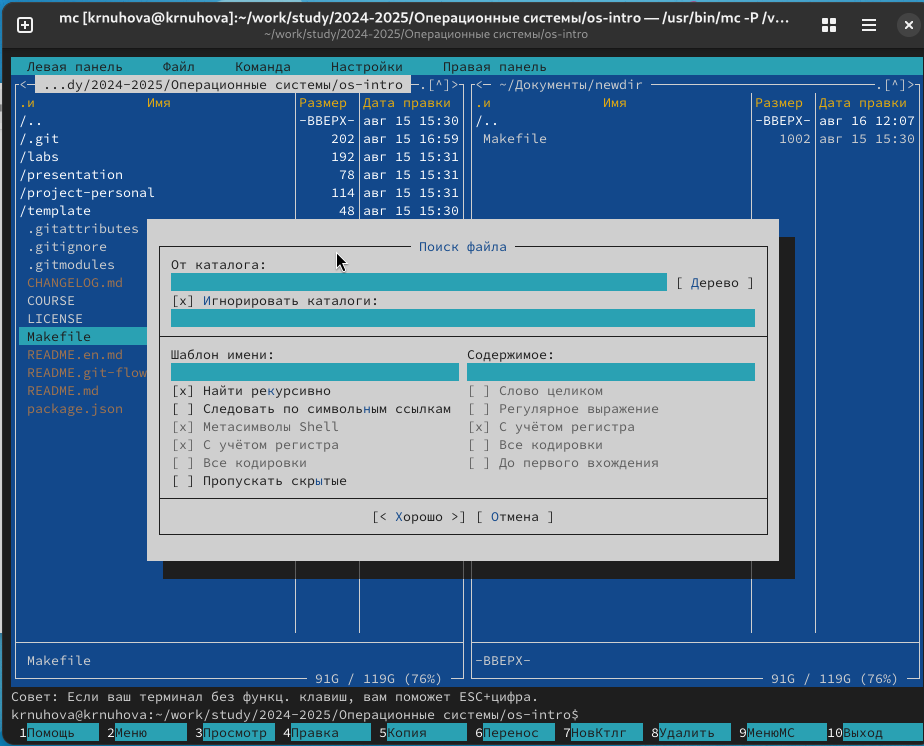 mc [krnuhova@krnuhova]:~/work/study/2024-2025/Операционные системы/os-intro — /usr/bin/mc -P /v...
~/work/study/2024-2025/Операционные системы/os-intro
Левая панель Файл Команда Настройки Правая панель
<─ ...dy/2024-2025/Операционные системы/os-intro ─.[^]> <─ ~/Документы/newdir ─.[^]>
.и Имя Размер Дата правки .и Имя Размер Дата правки
/.. -ВВЕРХ- авг 15 15:30 /.. -ВВЕРХ- авг 16 12:07
/.git 202 авг 15 16:59 Makefile 1002 авг 15 15:30
/labs 192 авг 15 15:31
/presentation 78 авг 15 15:31
/project-personal 114 авг 15 15:31
/template 48 авг 15 15:30
.gitattributes
.gitignore
.gitmodules
CHANGELOG.md
COURSE
LICENSE
Makefile
README.en.md
README.git-flow
README.md
package.json
Поиск файла
От каталога:
[ Дерево ]
[x] Игнорировать каталоги:
Шаблон имени: Содержимое:
[x] Найти рекурсивно [ ] Слово целиком
[ ] Следовать по символьным ссылкам [ ] Регулярное выражение
[x] Метасимволы Shell [x] С учётом регистра
[x] С учётом регистра [ ] Все кодировки
[ ] Все кодировки [ ] До первого вхождения
[ ] Пропускать скрытые
[< Хорошо >] [ Отмена ]
Makefile -ВВЕРХ-
91G / 119G (76%) 91G / 119G (76%)
Совет: Если ваш терминал без функц. клавиш, вам поможет ESC+цифра.
krnuhova@krnuhova:~/work/study/2024-2025/Операционные системы/os-intro$
1Помощь 2Меню 3Просмотр 4Правка 5Копия 6Перенос 7НовКтлг 8Удалить 9МенюMC 10Выход